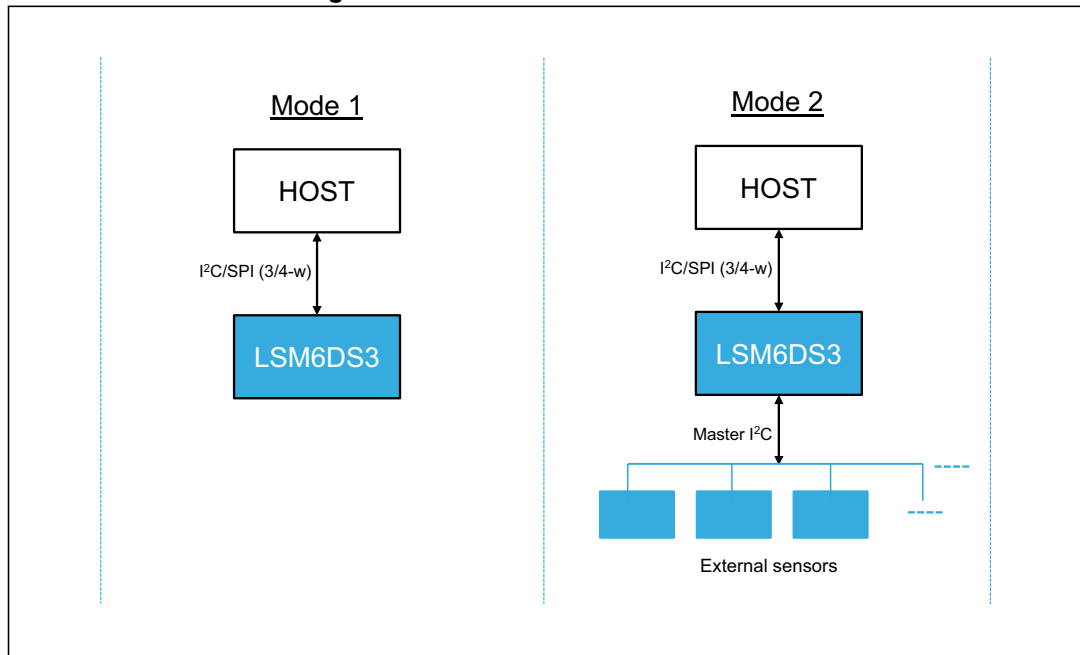 Mode 1
HOST
I²C/SPI (3/4-w)
LSM6DS3
Mode 2
HOST
I²C/SPI (3/4-w)
LSM6DS3
Master I²C
External sensors